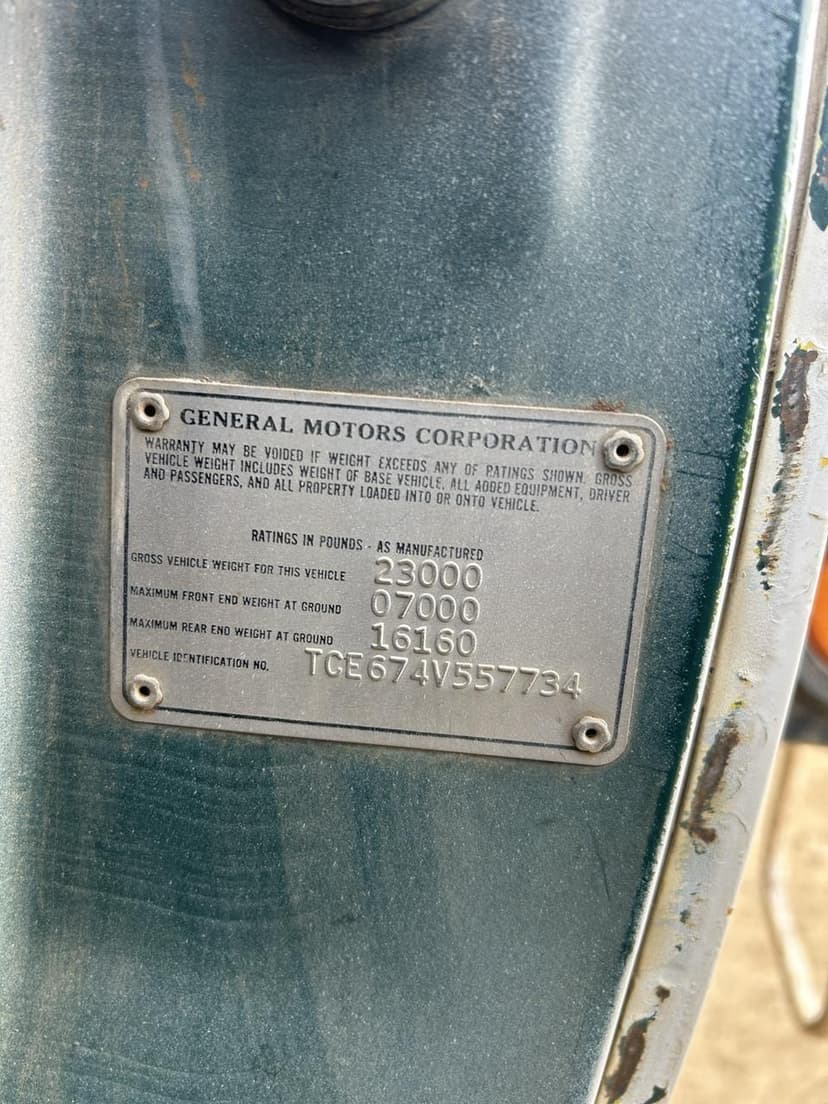 GENERAL MOTORS CORPORATION
WARRANTY MAY BE VOIDED IF WEIGHT EXCEEDS ANY OF RATINGS SHOWN. GROSS
VEHICLE WEIGHT INCLUDES WEIGHT OF BASE VEHICLE, ALL ADDED EQUIPMENT, DRIVER
AND PASSENGERS, AND ALL PROPERTY LOADED INTO OR ONTO VEHICLE.
RATINGS IN POUNDS - AS MANUFACTURED
GROSS VEHICLE WEIGHT FOR THIS VEHICLE 23000
MAXIMUM FRONT END WEIGHT AT GROUND 07000
MAXIMUM REAR END WEIGHT AT GROUND 16160
VEHICLE IDENTIFICATION NO. TCE674V557734